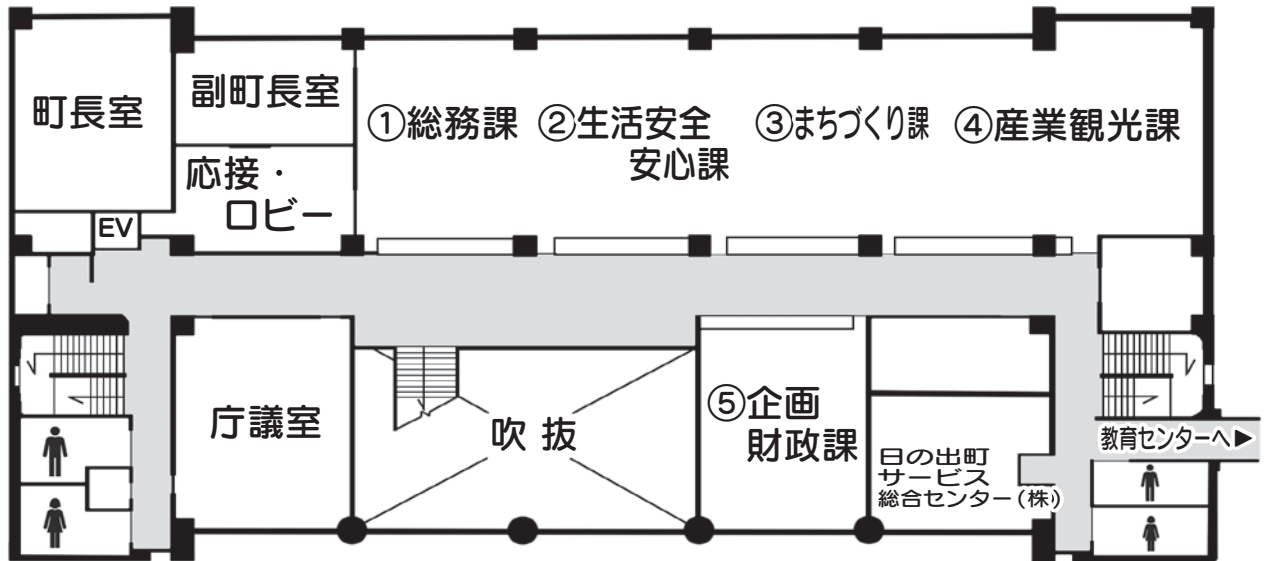 町長室
副町長室
応接・
ロビー
EV
①総務課
②生活安全
安心課
③まちづくり課
④産業観光課
庁議室
吹抜
⑤企画
財政課
日の出町
サービス
総合センター(株)
教育センターへ▶